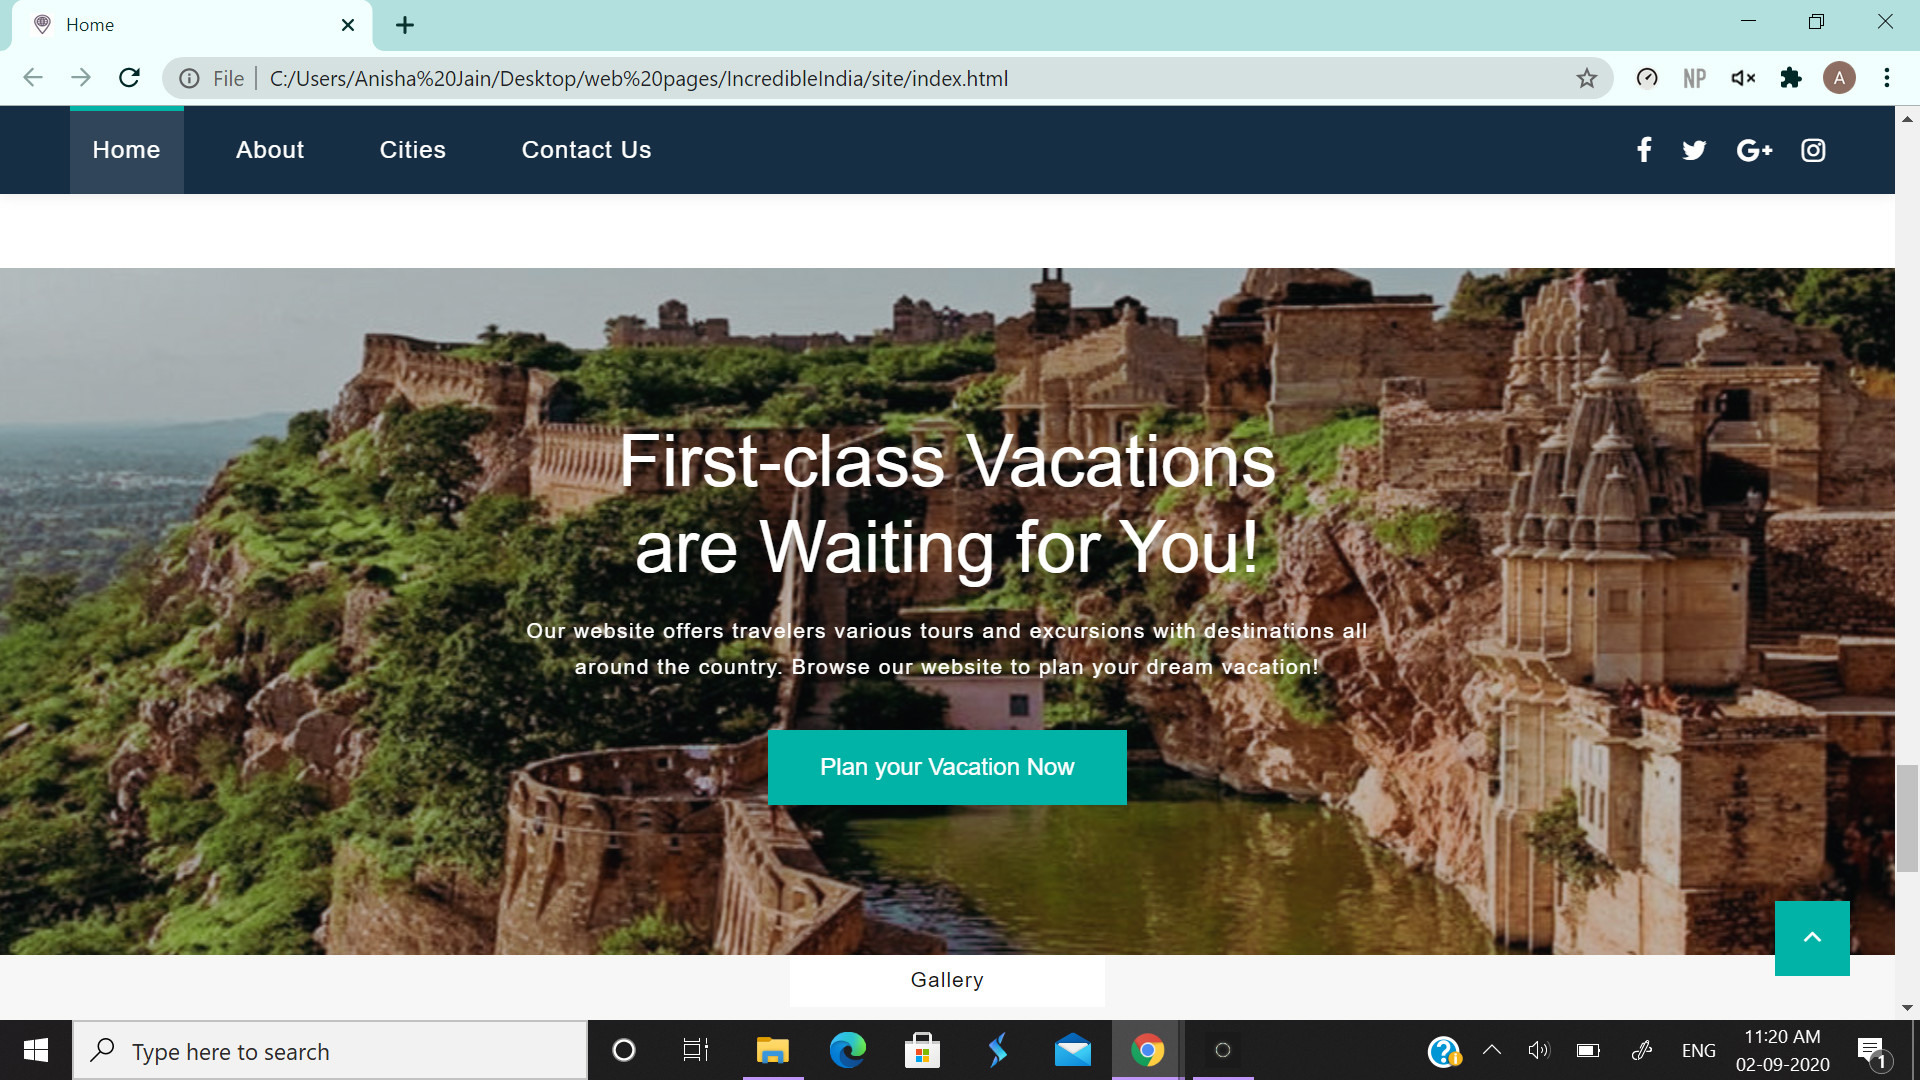 Home
File C:/Users/Anisha%20Jain/Desktop/web%20pages/IncredibleIndia/site/index.html
NP
A
Home About Cities Contact Us
G+
First-class Vacations
are Waiting for You!
Our website offers travelers various tours and excursions with destinations all
around the country. Browse our website to plan your dream vacation!
Plan your Vacation Now
Gallery
Type here to search
ENG
11:20 AM
02-09-2020
1